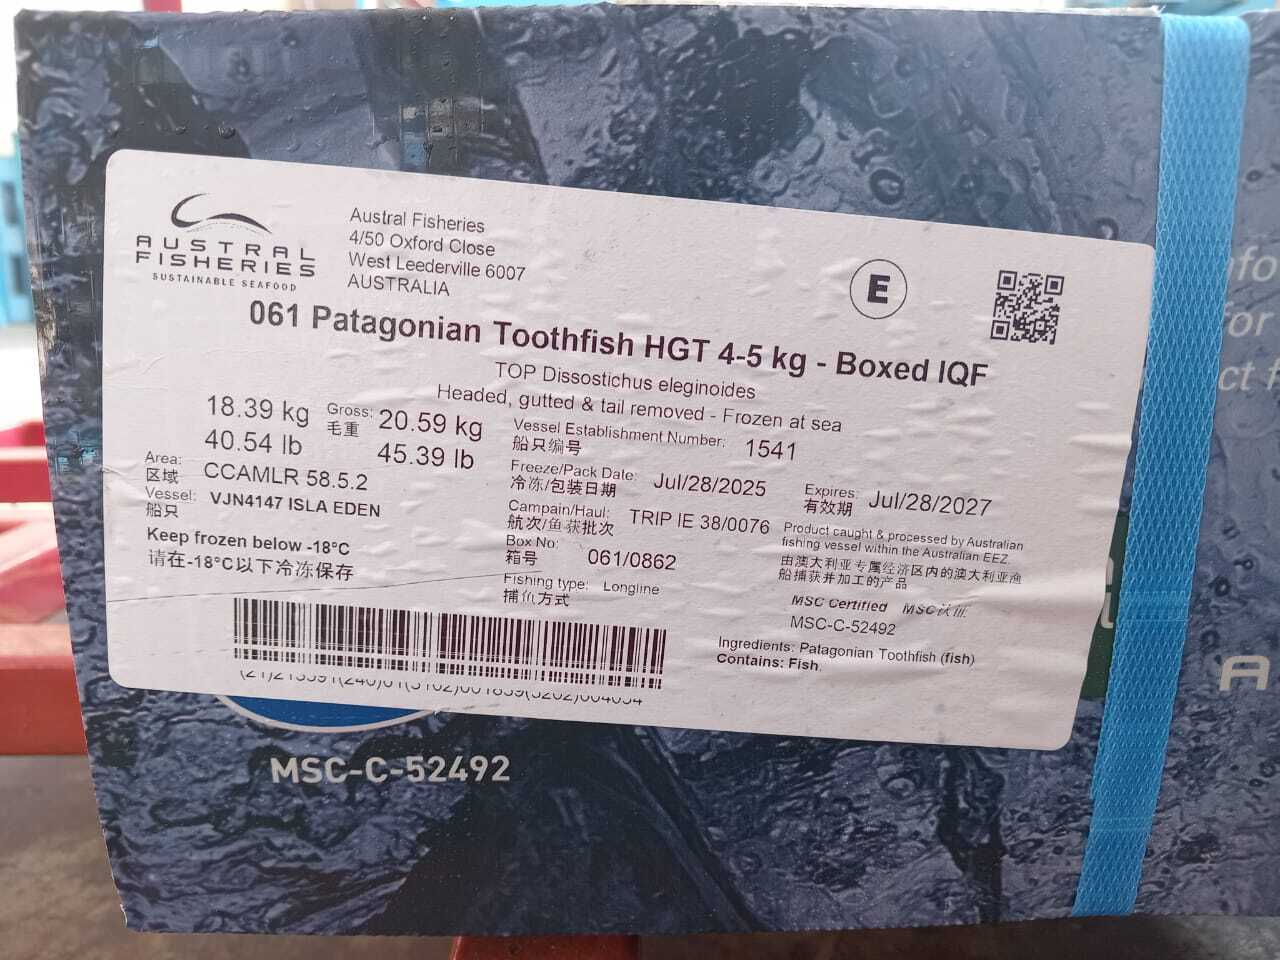 AUSTRAL
FISHERIES
SUSTAINABLE SEAFOOD
Austral Fisheries
4/50 Oxford Close
West Leederville 6007
AUSTRALIA
E
061 Patagonian Toothfish HGT 4-5 kg - Boxed IQF
TOP Dissostichus eleginoides
Headed, gutted & tail removed - Frozen at sea
18.39 kg Gross: 毛重 20.59 kg
40.54 lb 45.39 lb
Vessel Establishment Number: 1541
船只编号
Area: CCAMLR 58.5.2
区域
Freeze/Pack Date: Jul/28/2025
冷冻/包装日期
Expires: Jul/28/2027
有效期
Vessel: VJN4147 ISLA EDEN
船只
Campain/Haul: TRIP IE 38/0076
航次/鱼获批次
Product caught & processed by Australian
fishing vessel within the Australian EEZ.
由澳大利亚专属经济区内的澳大利亚渔
船捕获并加工的产品
Keep frozen below -18°C
请在-18°C以下冷冻保存
Box No: 061/0862
箱号
Fishing type: Longline
捕鱼方式
MSC Certified MSC认证
MSC-C-52492
Ingredients: Patagonian Toothfish (fish)
Contains: Fish.
MSC-C-52492
for
A